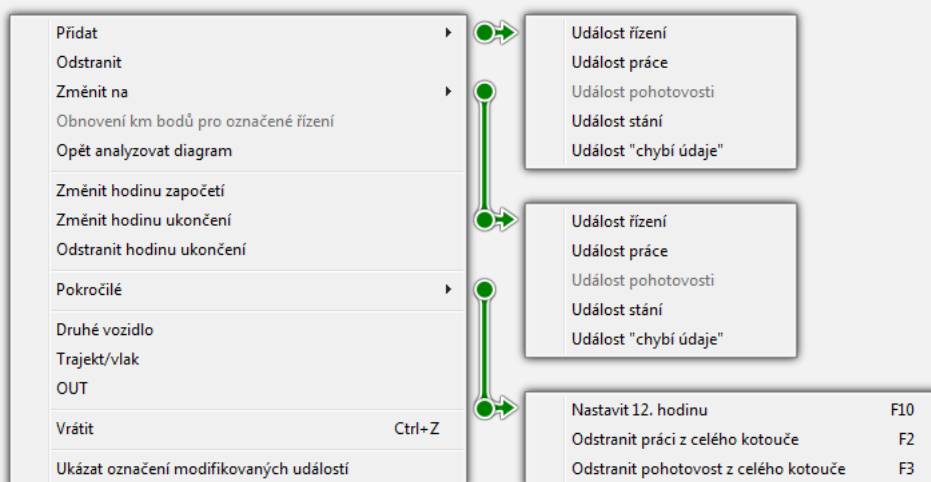 Přidat
Odstranit
Změnit na
Obnovení km bodů pro označené řízení
Opět analyzovat diagram
Změnit hodinu započetí
Změnit hodinu ukončení
Odstranit hodinu ukončení
Pokročilé
Druhé vozidlo
Trajekt/vlak
OUT
Vrátit Ctrl+Z
Ukázat označení modifikovaných událostí
Událost řízení
Událost práce
Událost pohotovosti
Událost stání
Událost "chybí údaje"
Událost řízení
Událost práce
Událost pohotovosti
Událost stání
Událost "chybí údaje"
Nastavit 12. hodinu F10
Odstranit práci z celého kotouče F2
Odstranit pohotovost z celého kotouče F3